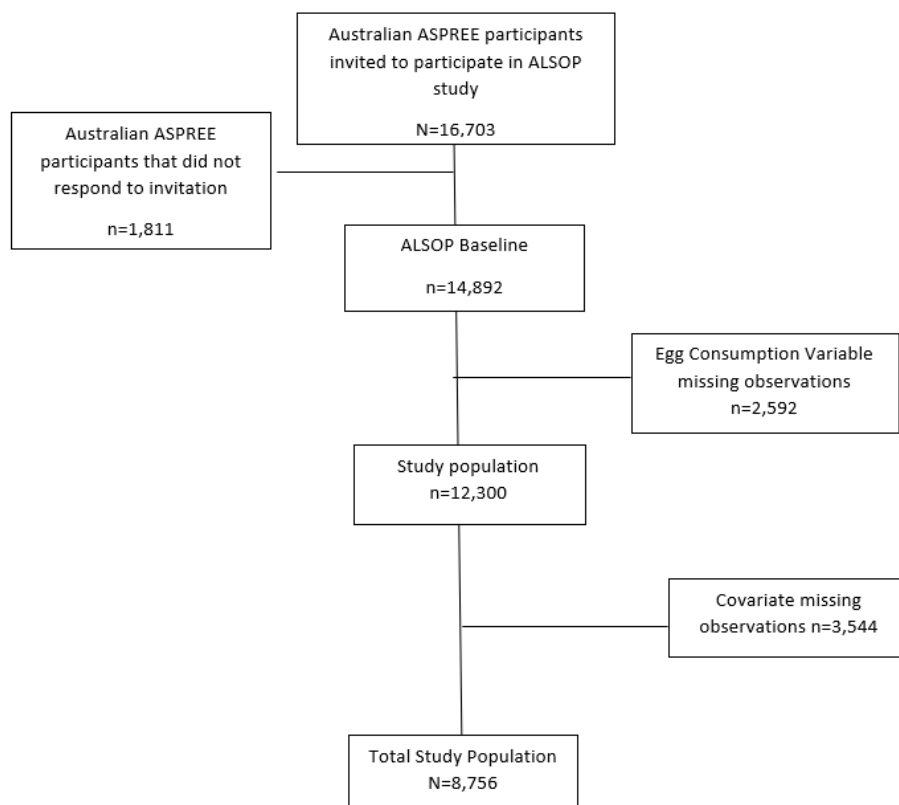 Australian ASPREE participants
invited to participate in ALSOP
study
N=16,703
Australian ASPREE
participants that did not
respond to invitation
n=1,811
ALSOP Baseline
n=14,892
Egg Consumption Variable
missing observations
n=2,592
Study population
n=12,300
Covariate missing
observations n=3,544
Total Study Population
N=8,756